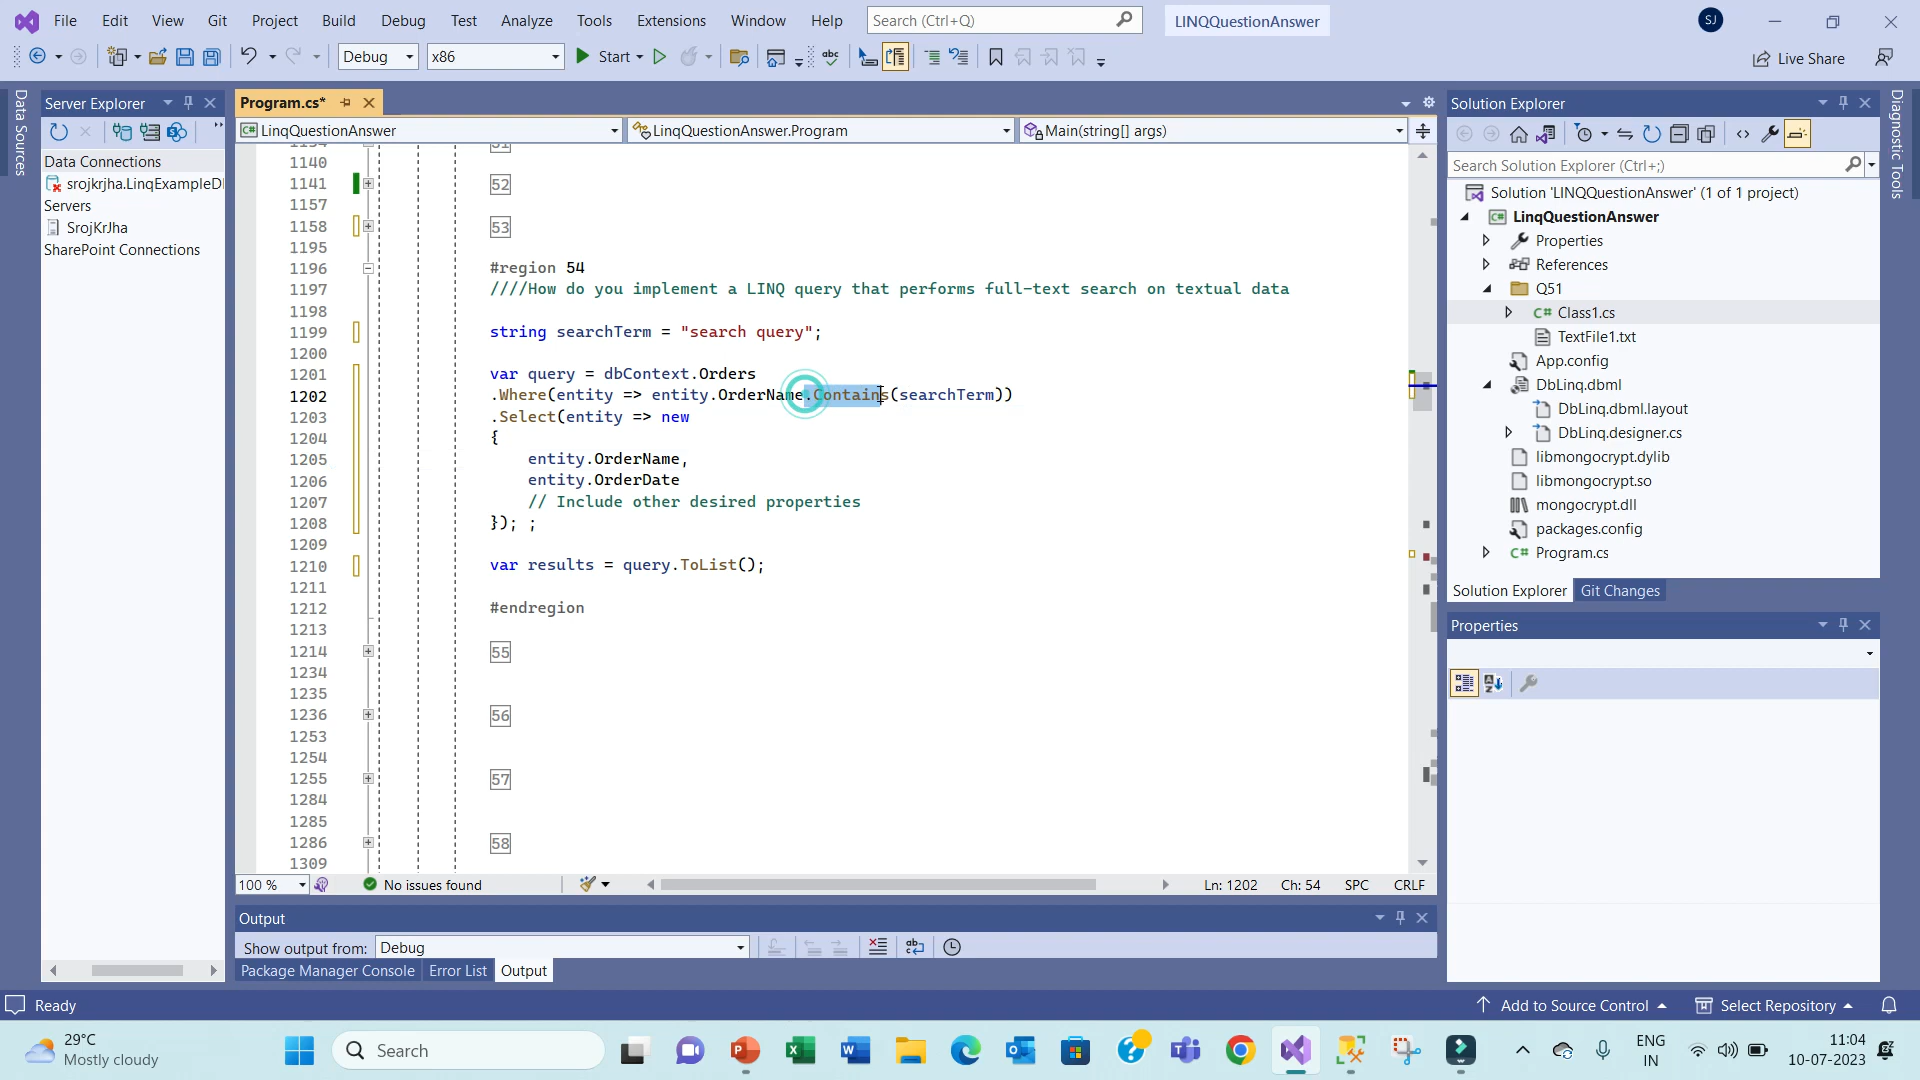 File Edit View Git Project Build Debug Test Analyze Tools Extensions Window Help Search (Ctrl+Q) LINQQuestionAnswer SJ
Debug x86 Start Live Share
Data Sources
Server Explorer
Data Connections
srojkrjha.LinqExampleD
Servers
SrojKrJha
SharePoint Connections
Program.cs*
LinqQuestionAnswer LinqQuestionAnswer.Program Main(string[] args)
1140
1141 52
1157
1158 53
1195
1196 #region 54
1197 ////How do you implement a LINQ query that performs full-text search on textual data
1198
1199 string searchTerm = "search query";
1200
1201 var query = dbContext.Orders
1202 .Where(entity => entity.OrderName.Contains(searchTerm))
1203 .Select(entity => new
1204 {
1205 entity.OrderName,
1206 entity.OrderDate
1207 // Include other desired properties
1208 }); ;
1209
1210 var results = query.ToList();
1211
1212 #endregion
1213
1214 55
1234
1235
1236 56
1253
1254
1255 57
1284
1285
1286 58
1309
100 % No issues found Ln: 1202 Ch: 54 SPC CRLF
Output
Show output from: Debug
Package Manager Console Error List Output
Solution Explorer
Search Solution Explorer (Ctrl+;)
Solution 'LINQQuestionAnswer' (1 of 1 project)
LinqQuestionAnswer
Properties
References
Q51
Class1.cs
TextFile1.txt
App.config
DbLinq.dbml
DbLinq.dbml.layout
DbLinq.designer.cs
libmongocrypt.dylib
libmongocrypt.so
mongocrypt.dll
packages.config
Program.cs
Solution Explorer Git Changes
Properties
Diagnostic Tools
Ready Add to Source Control Select Repository
29°C
Mostly cloudy
Search
ENG
IN
11:04
10-07-2023